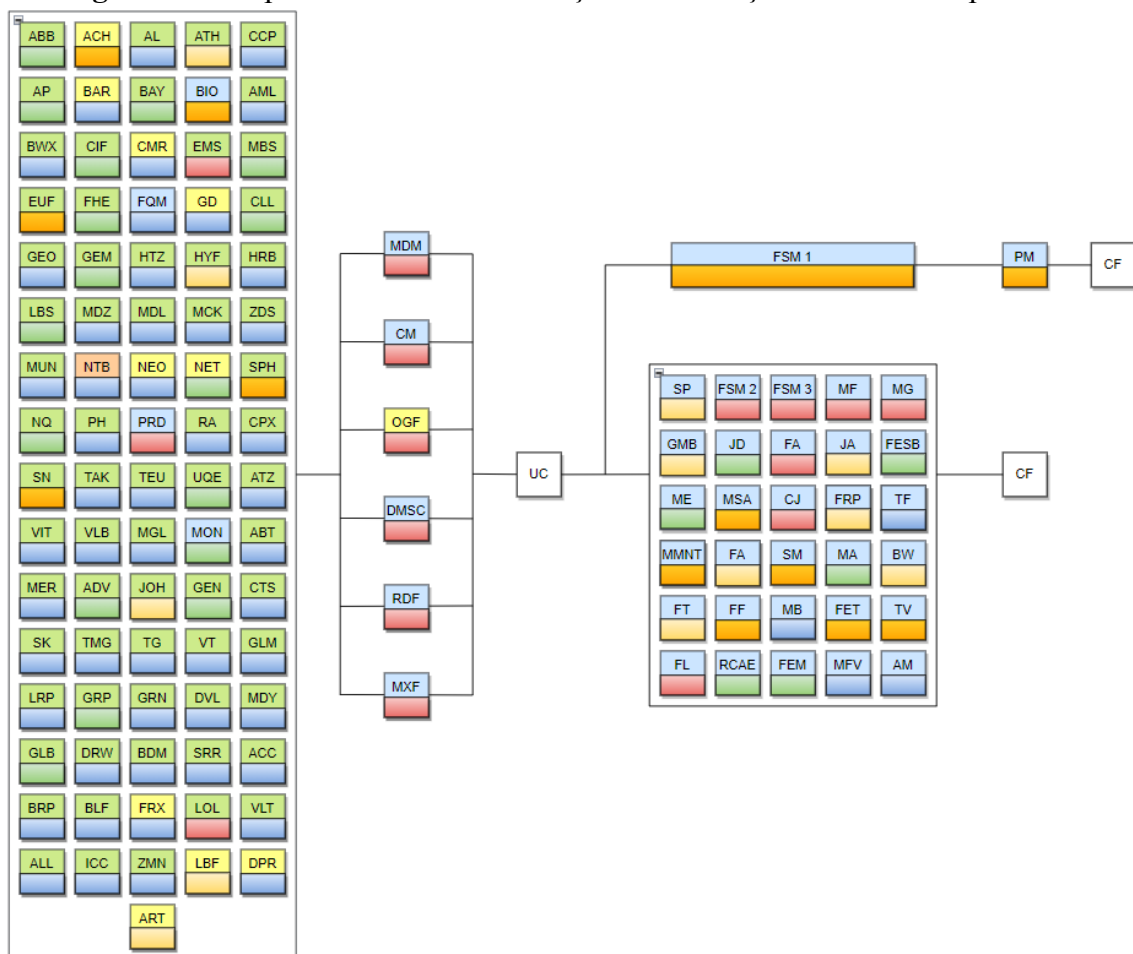 ABB ACH AL ATH CCP
AP BAR BAY BIO AML
BWX CIF CMR EMS MBS
EUF FHE FQM GD CLL
GEO GEM HTZ HYF HRB
LBS MDZ MDL MCK ZDS
MUN NTB NEO NET SPH
NQ PH PRD RA CPX
SN TAK TEU UQE ATZ
VIT VLB MGL MON ABT
MER ADV JOH GEN CTS
SK TMG TG VT GLM
LRP GRP GRN DVL MDY
GLB DRW BDM SRR ACC
BRP BLF FRX LOL VLT
ALL ICC ZMN LBF DPR
ART
MDM
CM
OGF
DMSC
RDF
MXF
UC
FSM 1 PM CF
SP FSM 2 FSM 3 MF MG
GMB JD FA JA FESB
ME MSA CJ FRP TF
MMNT FA SM MA BW
FT FF MB FET TV
FL RCAE FEM MFV AM
CF